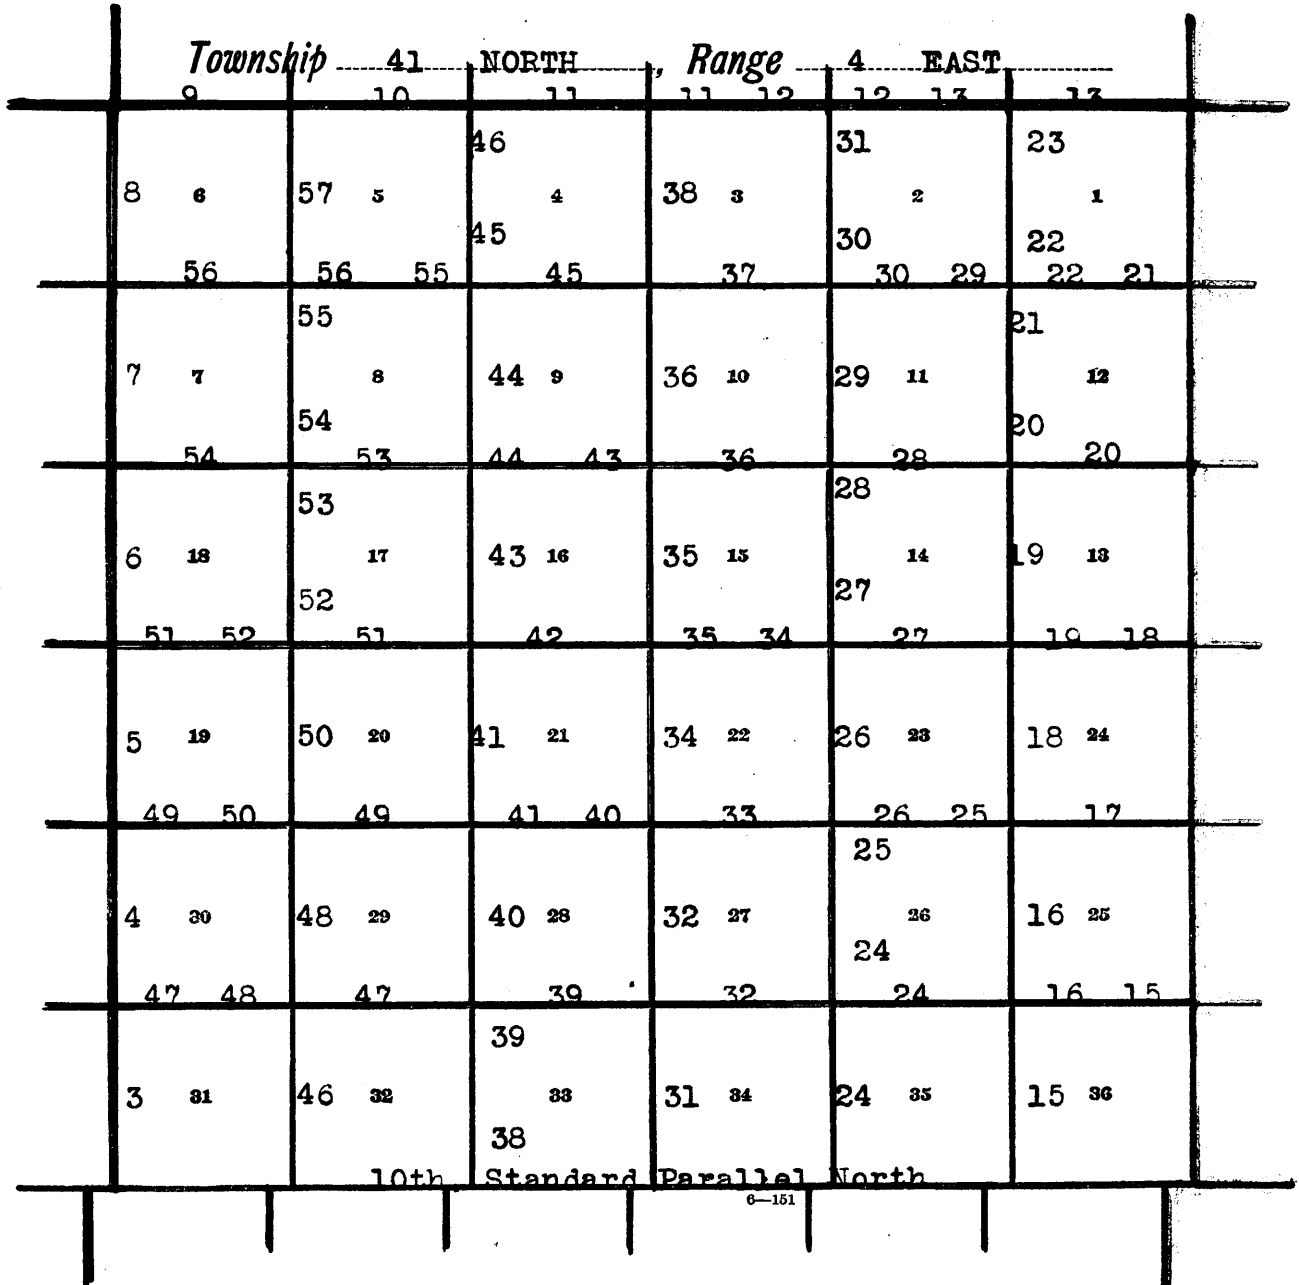 Township 41 NORTH, Range 4 EAST
9 10 11 11 12 12 13 13
46 31 23
8 6 57 5 4 38 3 2 1
45 30 22
56 56 55 45 37 30 29 22 21
55 21
7 7 8 44 9 36 10 29 11 12
54 20
54 53 44 43 36 28 20
53 28
6 18 17 43 16 35 15 14 19 13
52 27
51 52 51 42 35 34 27 19 18
5 19 50 20 41 21 34 22 26 23 18 24
49 50 49 41 40 33 26 25 17
25
4 30 48 29 40 28 32 27 26 16 25
24
47 48 47 39 32 24 16 15
39
3 31 46 32 33 31 34 24 35 15 36
38
10th Standard Parallel North
6—151